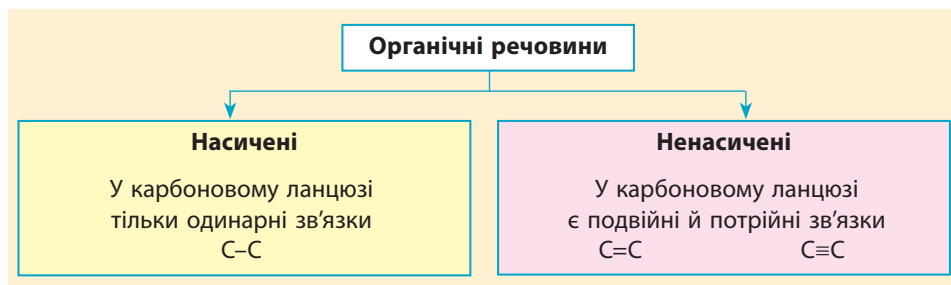 Органічні речовини
Насичені
У карбоновому ланцюзі
тільки одинарні зв'язки
C–C
Ненасичені
У карбоновому ланцюзі
є подвійні й потрійні зв'язки
C=C C≡C